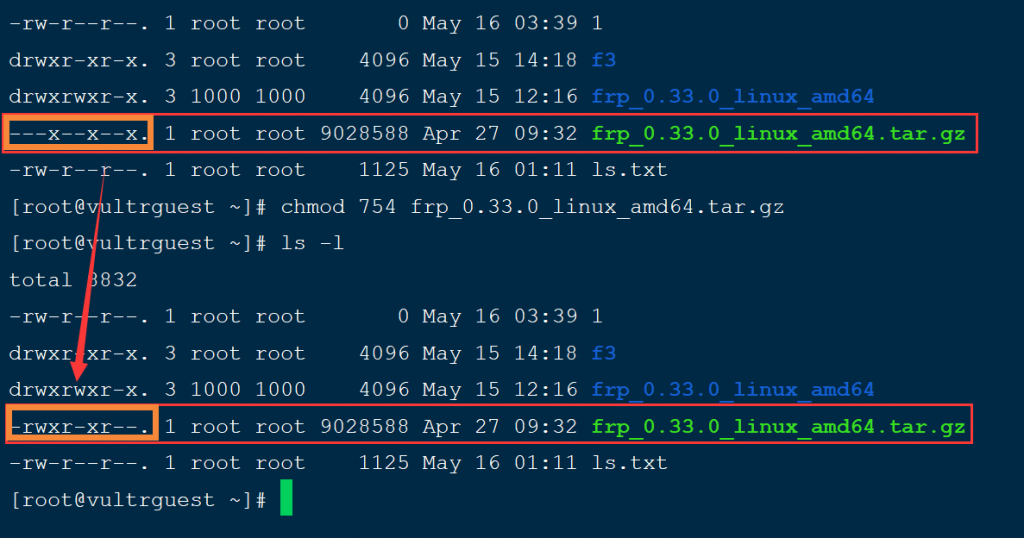 -rw-r--r--. 1 root root 0 May 16 03:39 1
drwxr-xr-x. 3 root root 4096 May 15 14:18 f3
drwxrwxr-x. 3 1000 1000 4096 May 15 12:16 frp_0.33.0_linux_amd64
---x--x--x. 1 root root 9028588 Apr 27 09:32 frp_0.33.0_linux_amd64.tar.gz
-rw-r--r--. 1 root root 1125 May 16 01:11 ls.txt
[root@vultrguest ~]# chmod 754 frp_0.33.0_linux_amd64.tar.gz
[root@vultrguest ~]# ls -l
total 8832
-rw-r--r--. 1 root root 0 May 16 03:39 1
drwxr-xr-x. 3 root root 4096 May 15 14:18 f3
drwxrwxr-x. 3 1000 1000 4096 May 15 12:16 frp_0.33.0_linux_amd64
-rwxr-xr--. 1 root root 9028588 Apr 27 09:32 frp_0.33.0_linux_amd64.tar.gz
-rw-r--r--. 1 root root 1125 May 16 01:11 ls.txt
[root@vultrguest ~]#